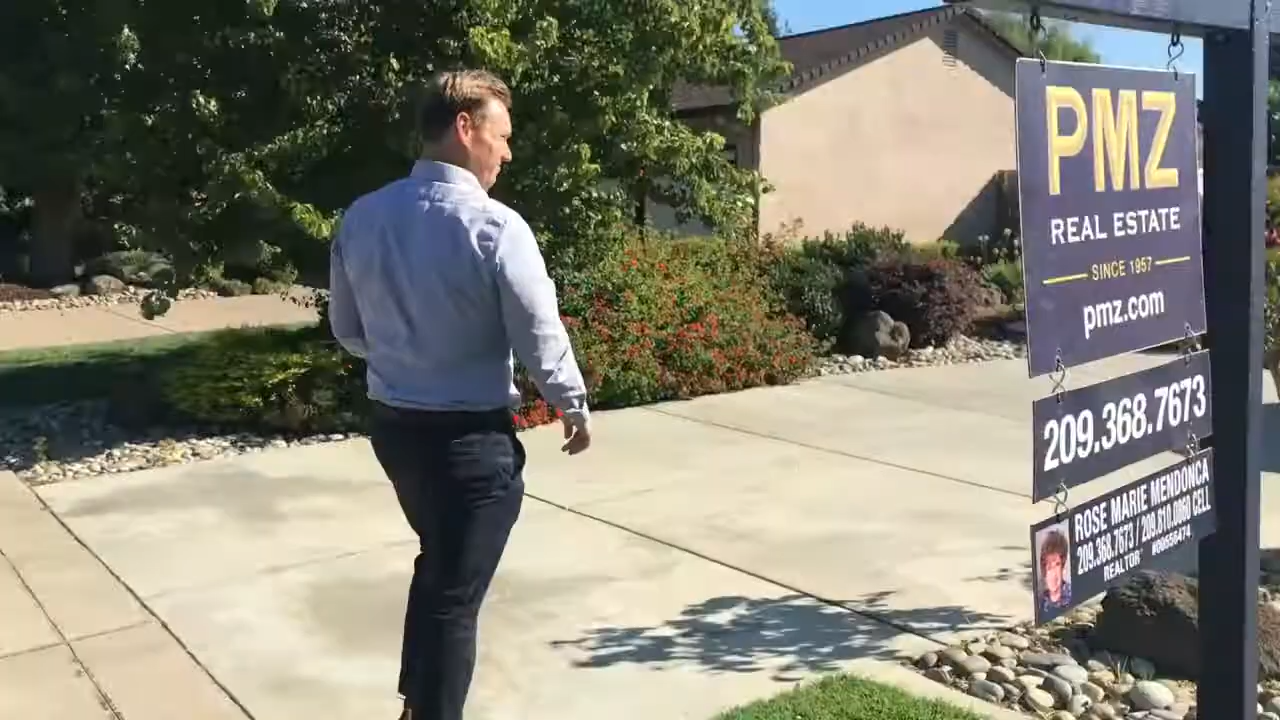 PMZ
REAL ESTATE
SINCE 1957
pmz.com
209.368.7673
ROSE MARIE MENDONCA
209.368.7673 / 209.810.0860 CELL
REALTOR® #00556474